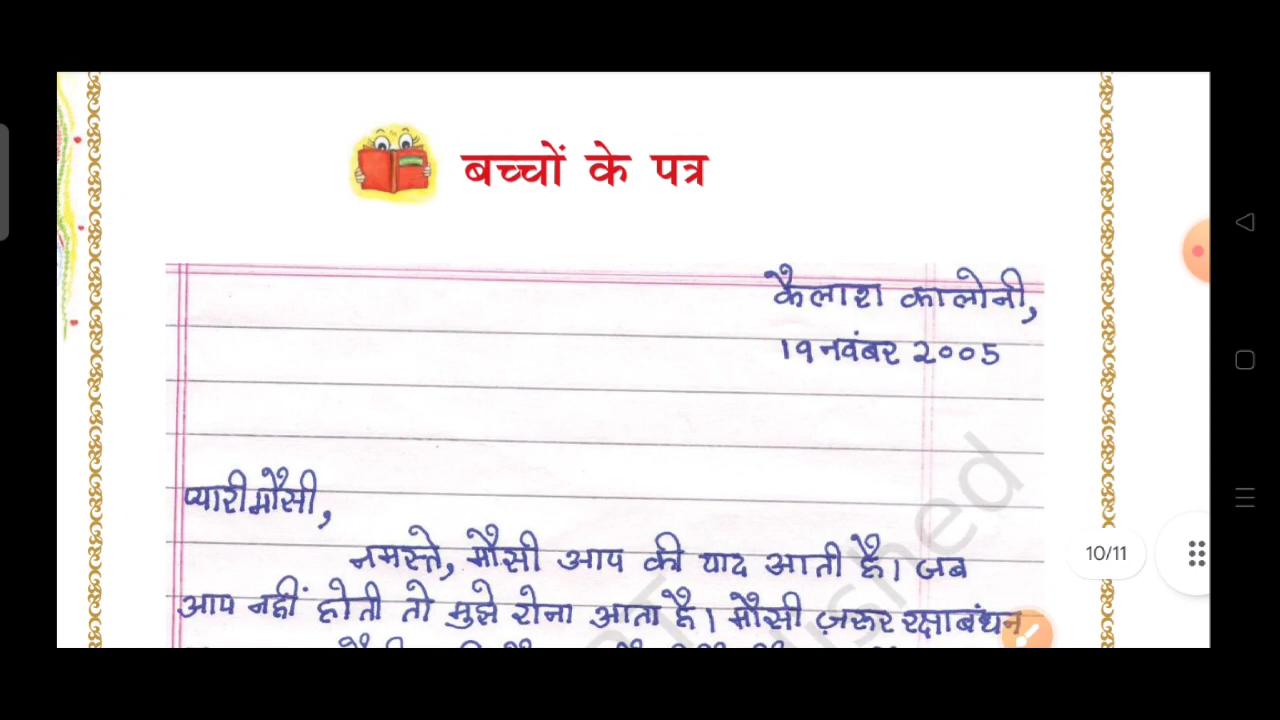 बच्चों के पत्र
कैलाश कालोनी,
19 नवंबर 2005
प्यारी मौसी,
नमस्ते, मौसी आप की याद आती है। जब
आप नहीं होती तो मुझे रोना आता है। मौसी ज़रूर रक्षाबंधन
10/11